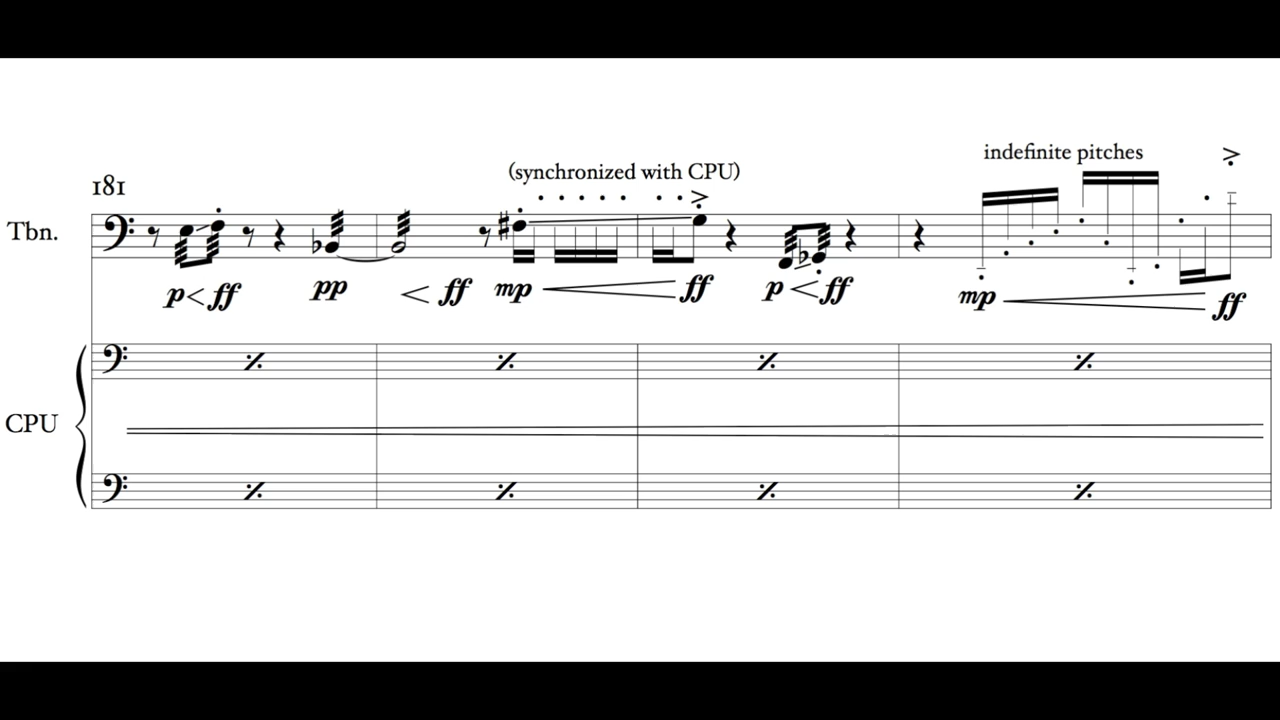 indefinite pitches
(synchronized with CPU)
181
Tbn.
p ff pp ff mp ff p ff mp ff
CPU